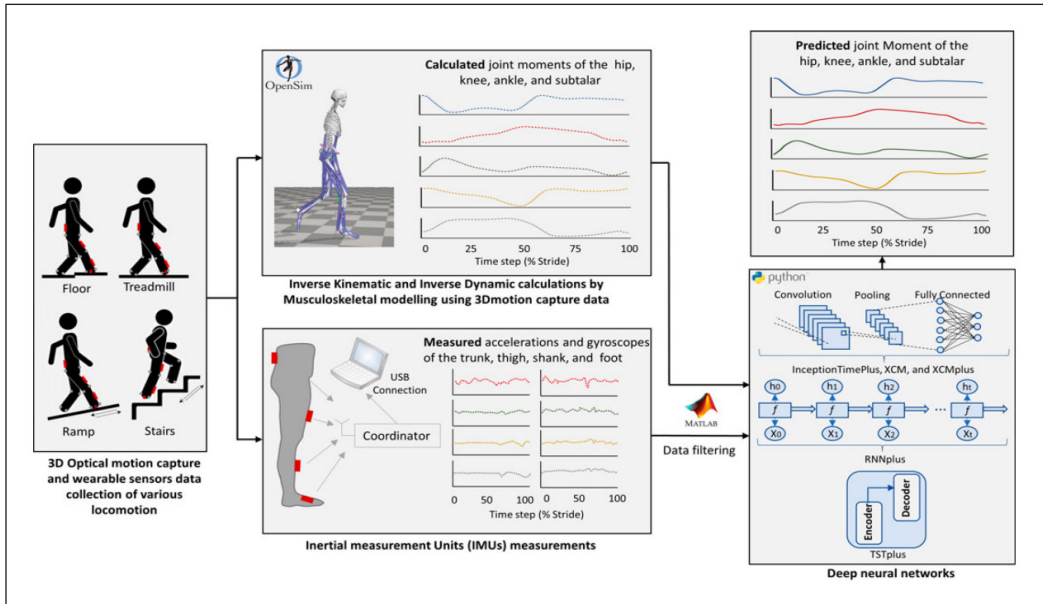 Floor
Treadmill
Ramp
Stairs
3D Optical motion capture
and wearable sensors data
collection of various
locomotion
OpenSim
Calculated joint moments of the hip,
knee, ankle, and subtalar
0 50 100
Time step (% Stride)
Inverse Kinematic and Inverse Dynamic calculations by
Musculoskeletal modelling using 3Dmotion capture data
Measured accelerations and gyroscopes
of the trunk, thigh, shank, and foot
USB
Connection
Coordinator
0 50 100 0 50 100
Time step (% Stride)
Inertial measurement Units (IMUs) measurements
MATLAB
Data filtering
Predicted joint Moment of the
hip, knee, ankle, and subtalar
0 50 100
Time step (% Stride)
python
Convolution Pooling Fully Connected
InceptionTimePlus, XCM, and XCMplus
h0 h1 h2 ht
f f f ... f
X0 X1 X2 Xt
RNNplus
Encoder
Decoder
TSTplus
Deep neural networks